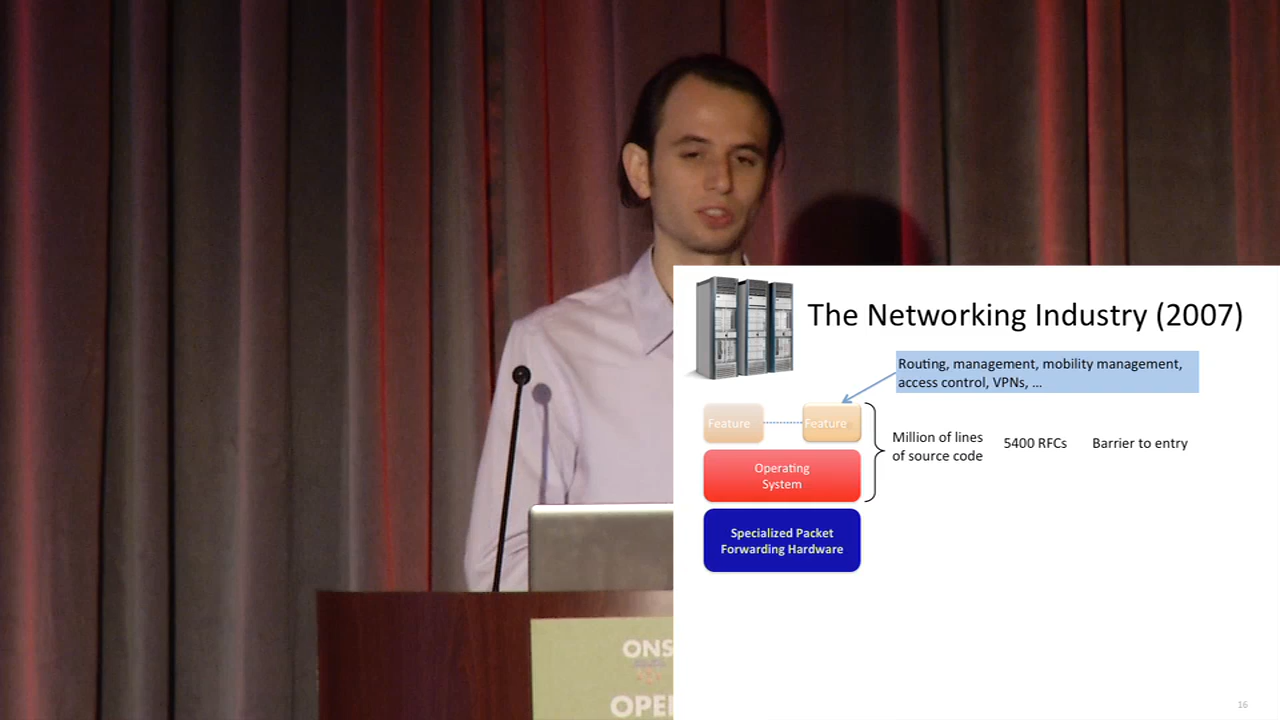 The Networking Industry (2007)
Routing, management, mobility management,
access control, VPNs, ...
Feature
Feature
Million of lines
of source code
5400 RFCs
Barrier to entry
Operating
System
Specialized Packet
Forwarding Hardware
ONS
OPE
16